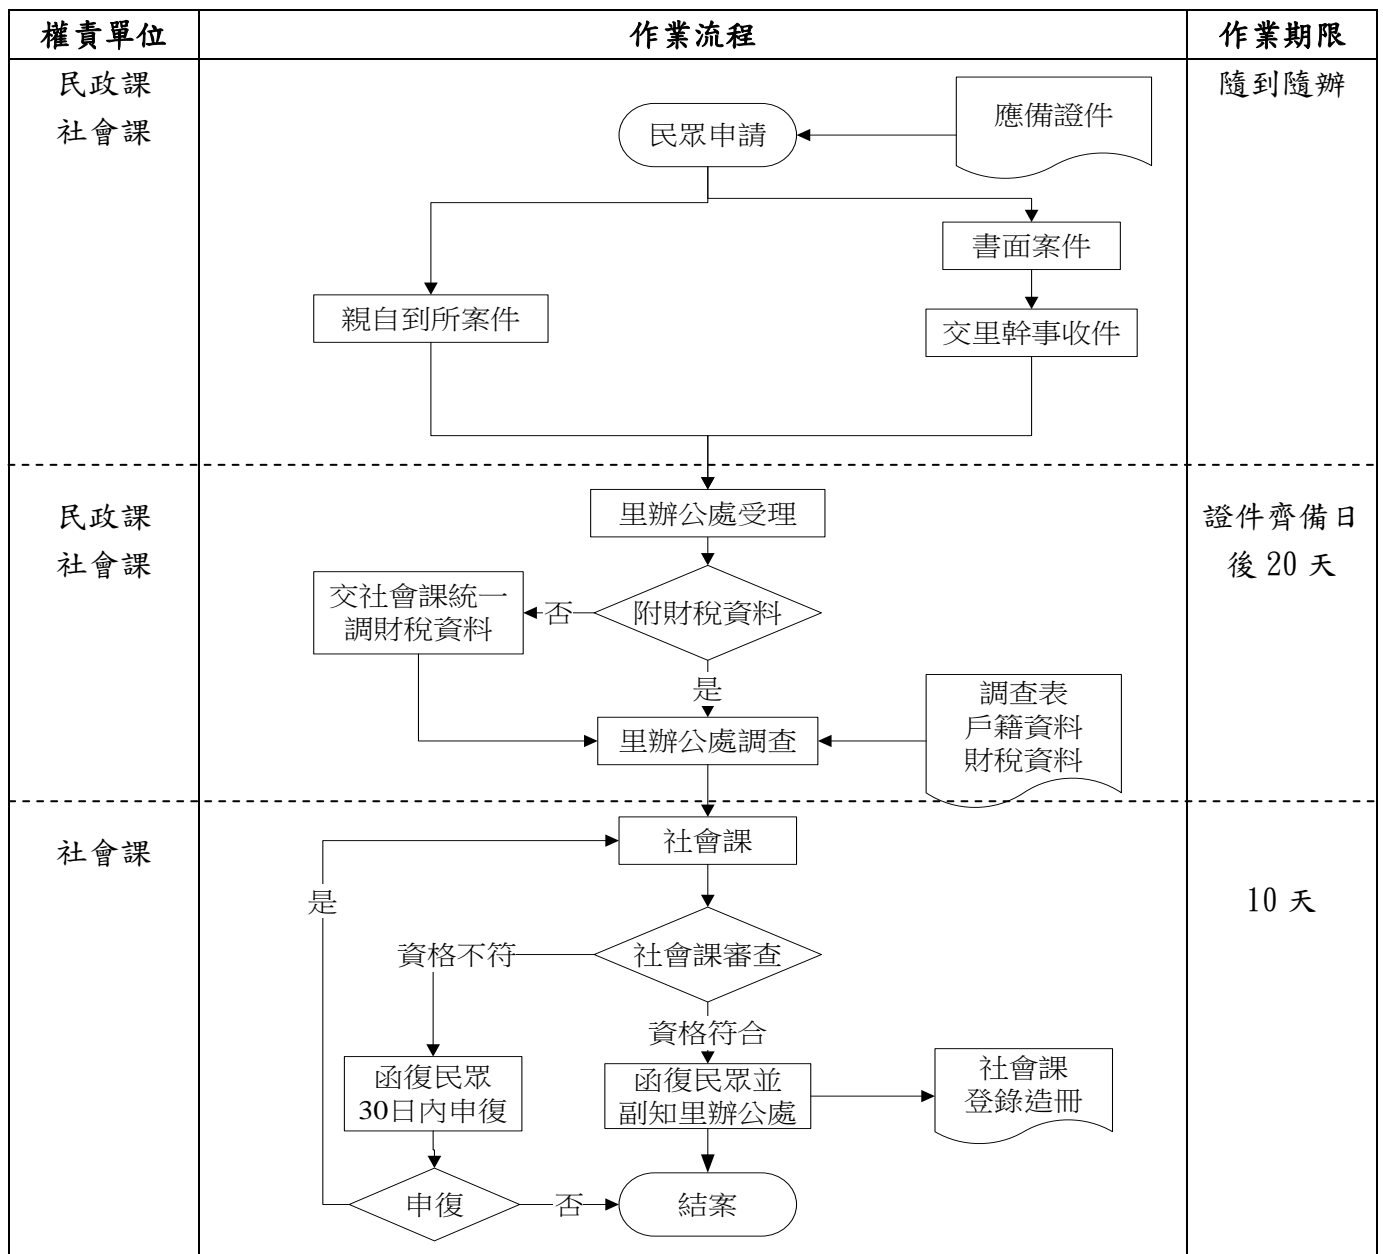 權責單位
作業流程
作業期限
民政課
社會課
隨到隨辦
應備證件
民眾申請
書面案件
親自到所案件
交里幹事收件
民政課
社會課
證件齊備日
後 20 天
里辦公處受理
附財稅資料
否
交社會課統一
調財稅資料
是
里辦公處調查
調查表
戶籍資料
財稅資料
社會課
10 天
社會課
是
社會課審查
資格不符
資格符合
函復民眾
30日內申復
函復民眾並
副知里辦公處
社會課
登錄造冊
申復
否
結案